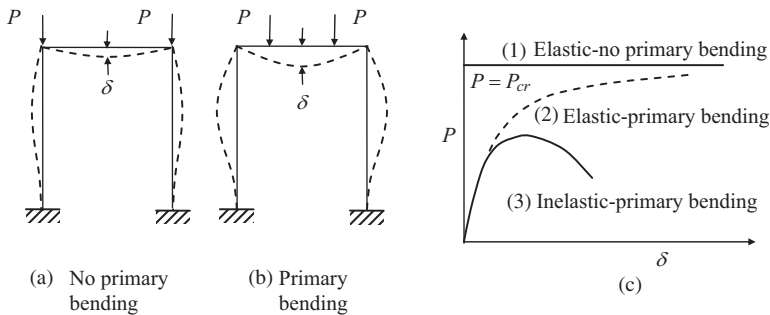 P
P
P
P
δ
δ
(a) No primary
bending
(b) Primary
bending
(1) Elastic-no primary bending
P = Pcr
(2) Elastic-primary bending
P
(3) Inelastic-primary bending
δ
(c)